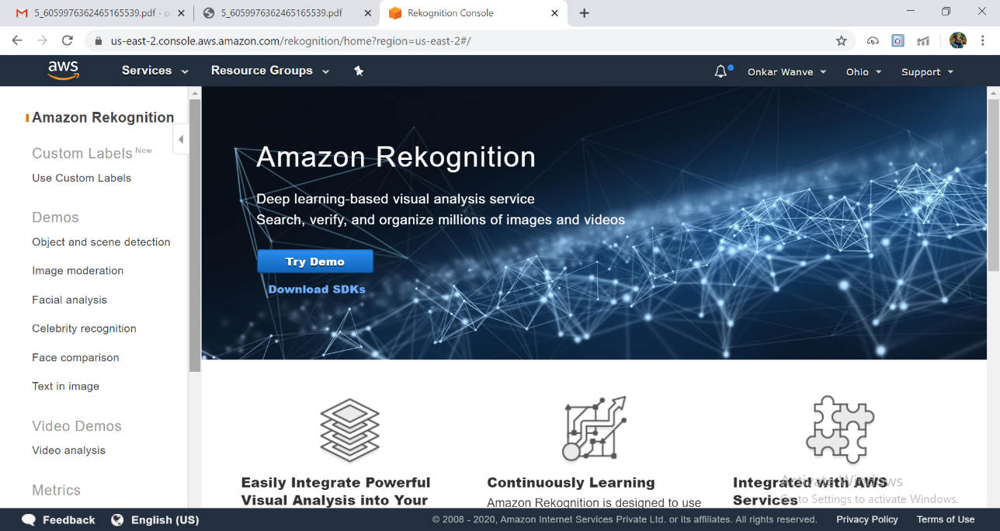 5_6059976362465165539.pdf - o
5_6059976362465165539.pdf
Rekognition Console
us-east-2.console.aws.amazon.com/rekognition/home?region=us-east-2#/
aws
Services
Resource Groups
Onkar Wanve
Ohio
Support
Amazon Rekognition
Custom Labels New
Use Custom Labels
Demos
Object and scene detection
Image moderation
Facial analysis
Celebrity recognition
Face comparison
Text in image
Video Demos
Video analysis
Metrics
Amazon Rekognition
Deep learning-based visual analysis service
Search, verify, and organize millions of images and videos
Try Demo
Download SDKs
Easily Integrate Powerful
Visual Analysis into Your
Continuously Learning
Amazon Rekognition is designed to use
Integrated with AWS
Services
Activate Windows
Go to Settings to activate Windows.
Feedback
English (US)
© 2008 - 2020, Amazon Internet Services Private Ltd. or its affiliates. All rights reserved.
Privacy Policy
Terms of Use